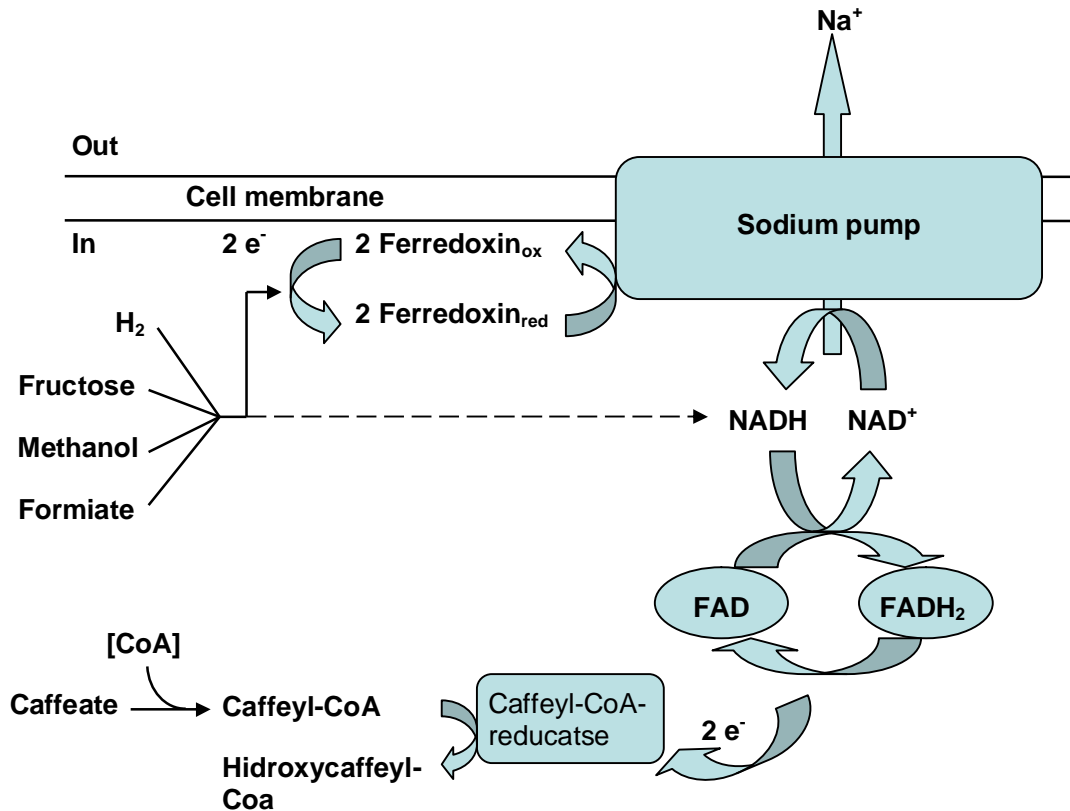 Na⁺
Out
Cell membrane
Sodium pump
In
2 e⁻
2 Ferredoxinₒₓ
2 Ferredoxinred
H₂
Fructose
Methanol
Formiate
NADH
NAD⁺
FAD
FADH₂
[CoA]
Caffeate
Caffeyl-CoA
Caffeyl-CoA-
reducatse
2 e⁻
Hidroxycaffeyl-
Coa